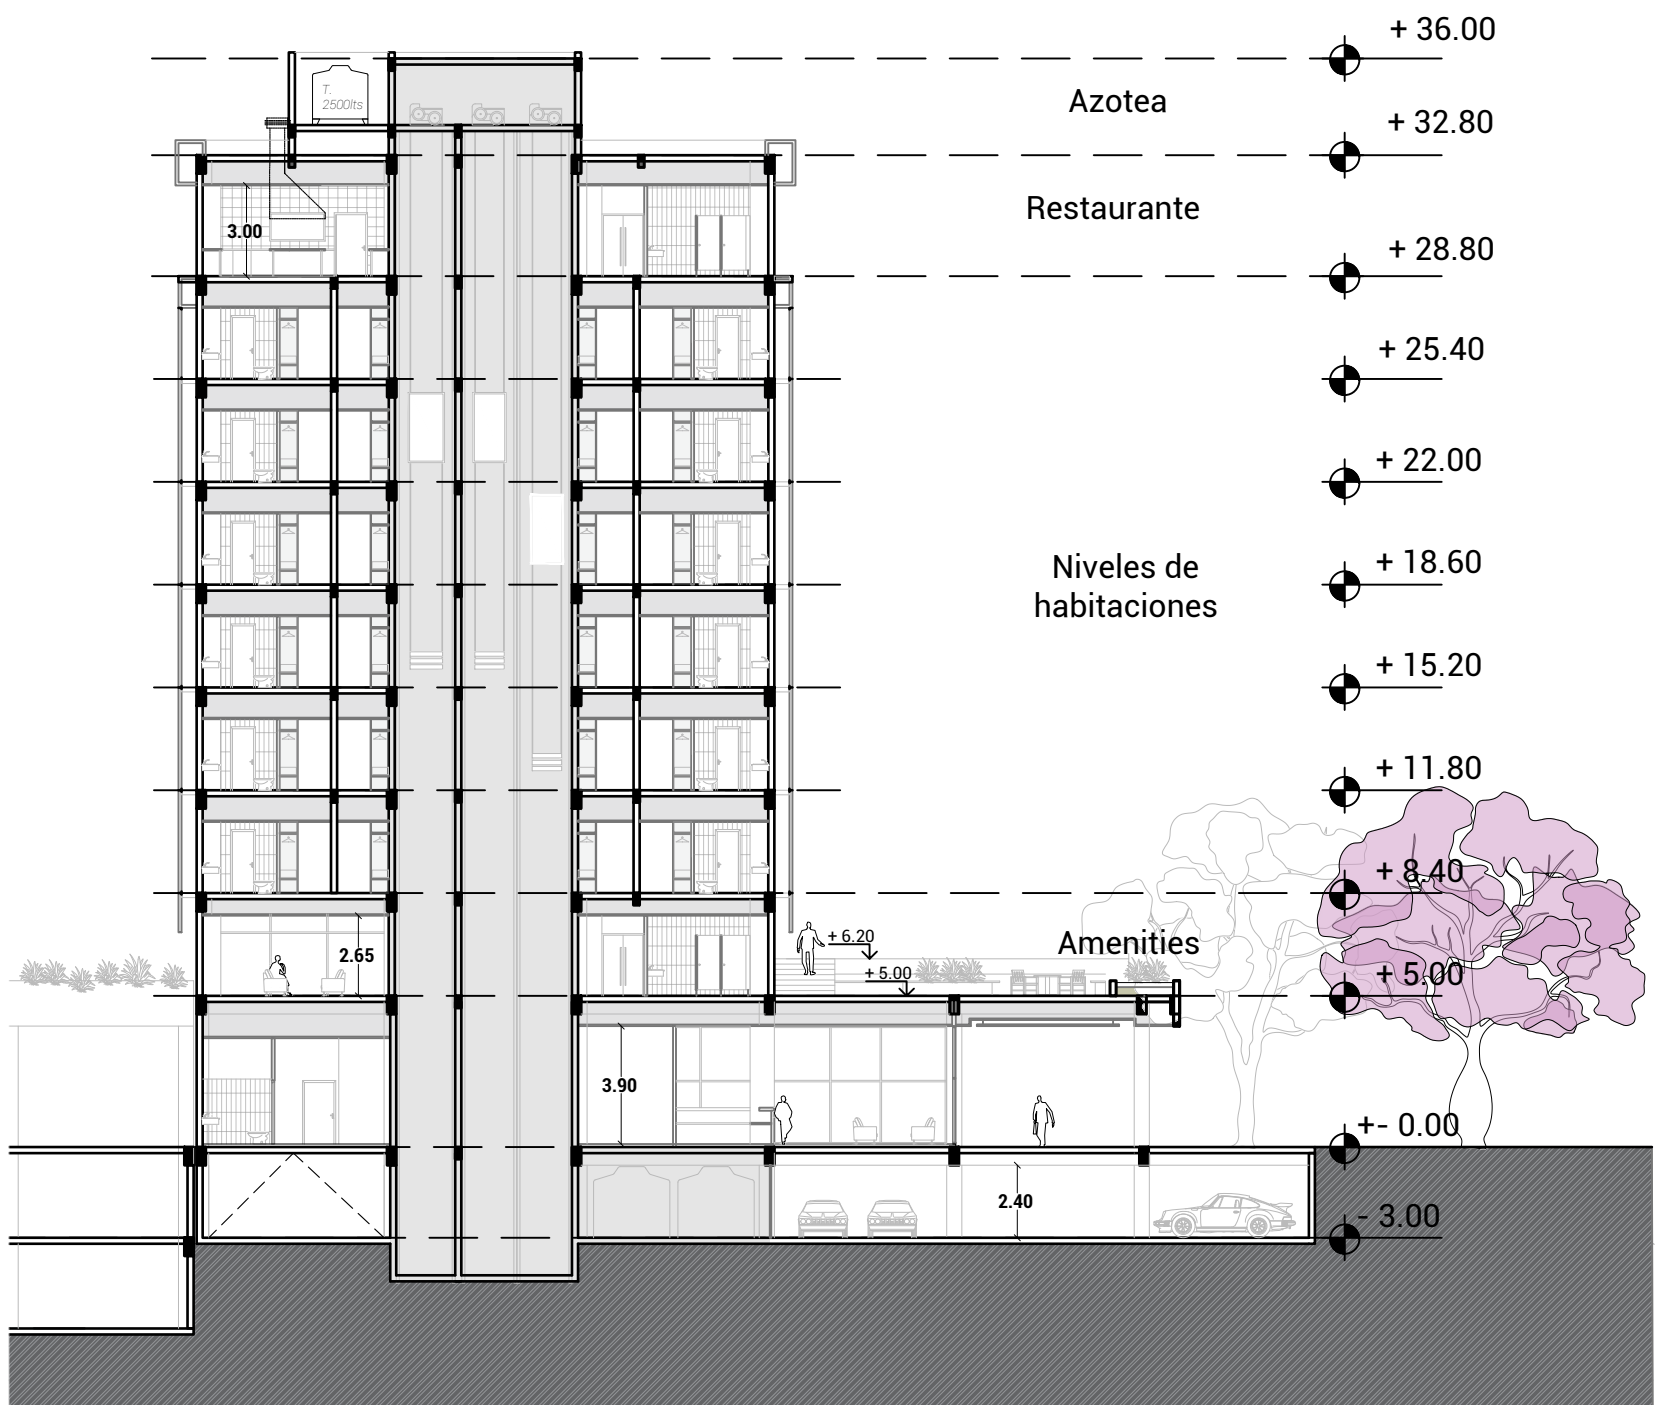 + 36.00
T.
2500lts
Azotea
+ 32.80
Restaurante
3.00
+ 28.80
+ 25.40
+ 22.00
Niveles de
habitaciones
+ 18.60
+ 15.20
+ 11.80
+ 8.40
+ 6.20
Amenities
2.65
+ 5.00
+ 5.00
3.90
+- 0.00
2.40
- 3.00